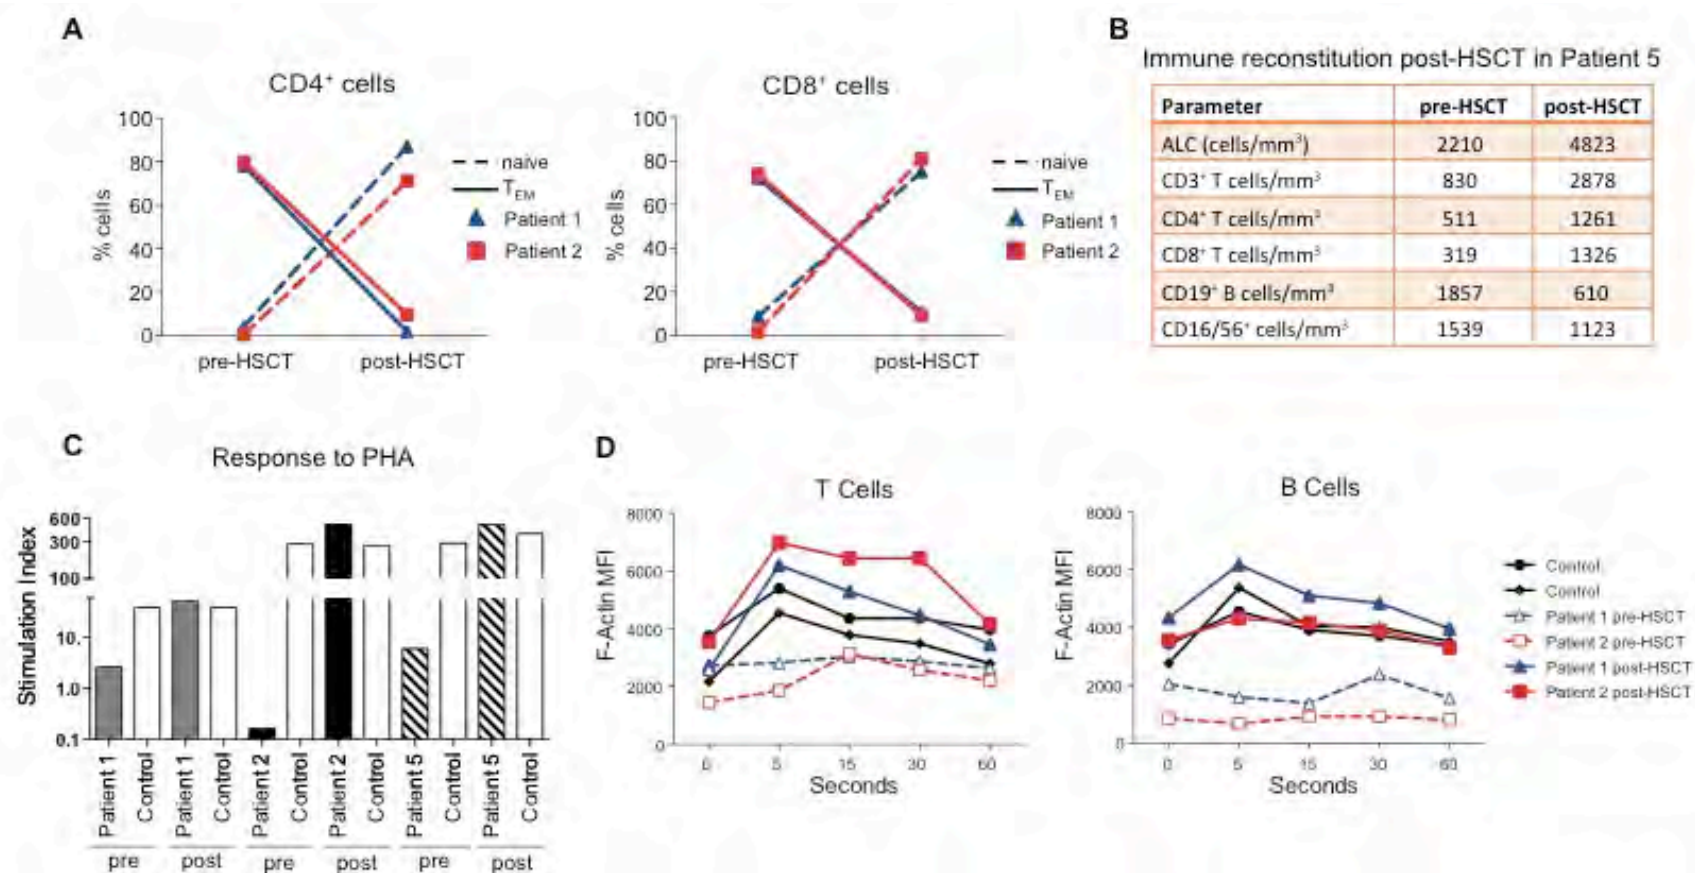 A
CD4⁺ cells
100
80
60
40
20
0
% cells
pre-HSCT post-HSCT
naive
T_EM
Patient 1
Patient 2
CD8⁺ cells
100
80
60
40
20
0
% cells
pre-HSCT post-HSCT
naive
T_EM
Patient 1
Patient 2
B
Immune reconstitution post-HSCT in Patient 5
Parameter pre-HSCT post-HSCT
ALC (cells/mm³) 2210 4823
CD3⁺ T cells/mm³ 830 2878
CD4⁺ T cells/mm³ 511 1261
CD8⁺ T cells/mm³ 319 1326
CD19⁺ B cells/mm³ 1857 610
CD16/56⁺ cells/mm³ 1539 1123
C
Response to PHA
Stimulation Index
600
300
100
10
1.0
0.1
Patient 1
Control
Patient 1
Control
Patient 2
Control
Patient 2
Control
Patient 5
Control
Patient 5
Control
pre post pre post pre post
D
T Cells
F-Actin MFI
8000
6000
4000
2000
0
0 5 15 30 60
Seconds
B Cells
F-Actin MFI
8000
6000
4000
2000
0
0 5 15 30 60
Seconds
Control
Control
Patient 1 pre-HSCT
Patient 2 pre-HSCT
Patient 1 post-HSCT
Patient 2 post-HSCT